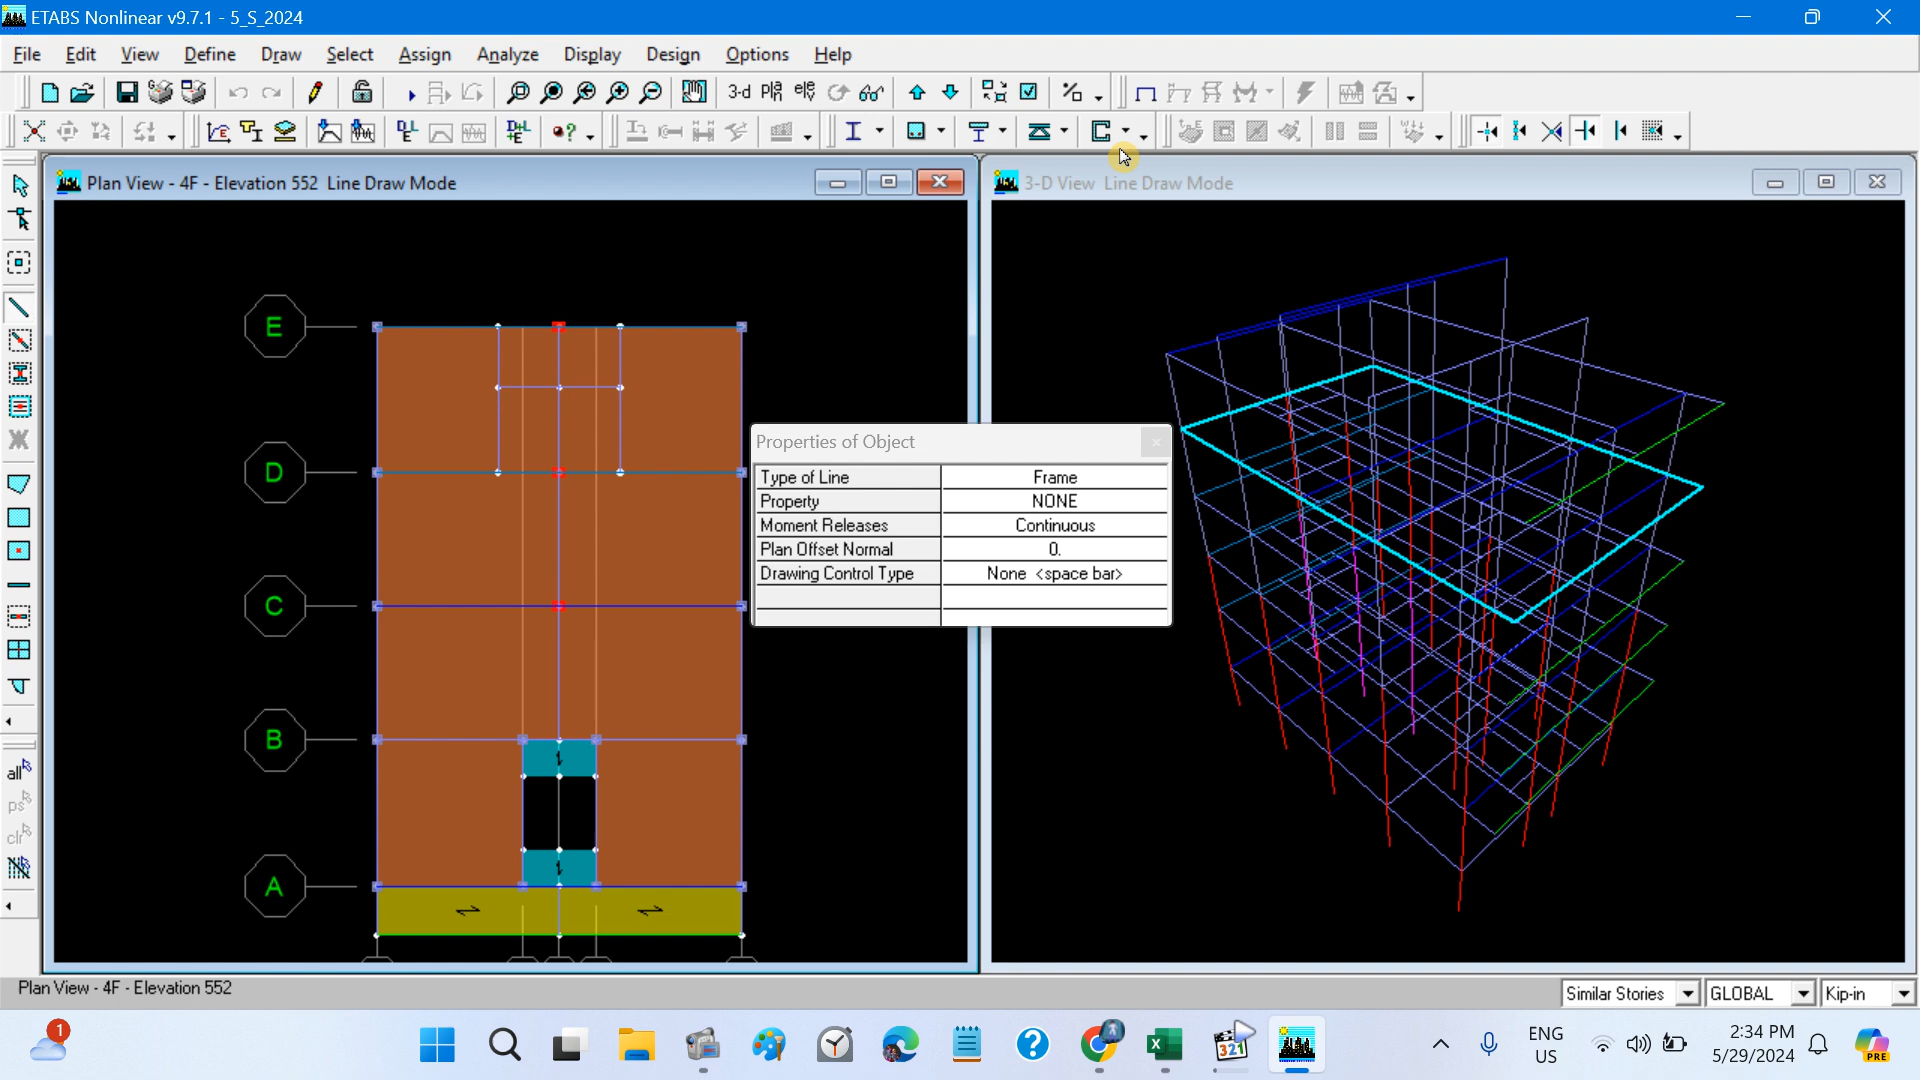 ETABS Nonlinear v9.7.1 - 5_S_2024
File Edit View Define Draw Select Assign Analyze Display Design Options Help
3-d
Plan View - 4F - Elevation 552 Line Draw Mode
3-D View Line Draw Mode
E
D
C
B
A
Properties of Object
Type of Line Frame
Property NONE
Moment Releases Continuous
Plan Offset Normal 0.
Drawing Control Type None <space bar>
all
ps
clr
Plan View - 4F - Elevation 552
Similar Stories GLOBAL Kip-in
1
321
ENG
US
2:34 PM
5/29/2024
PRE